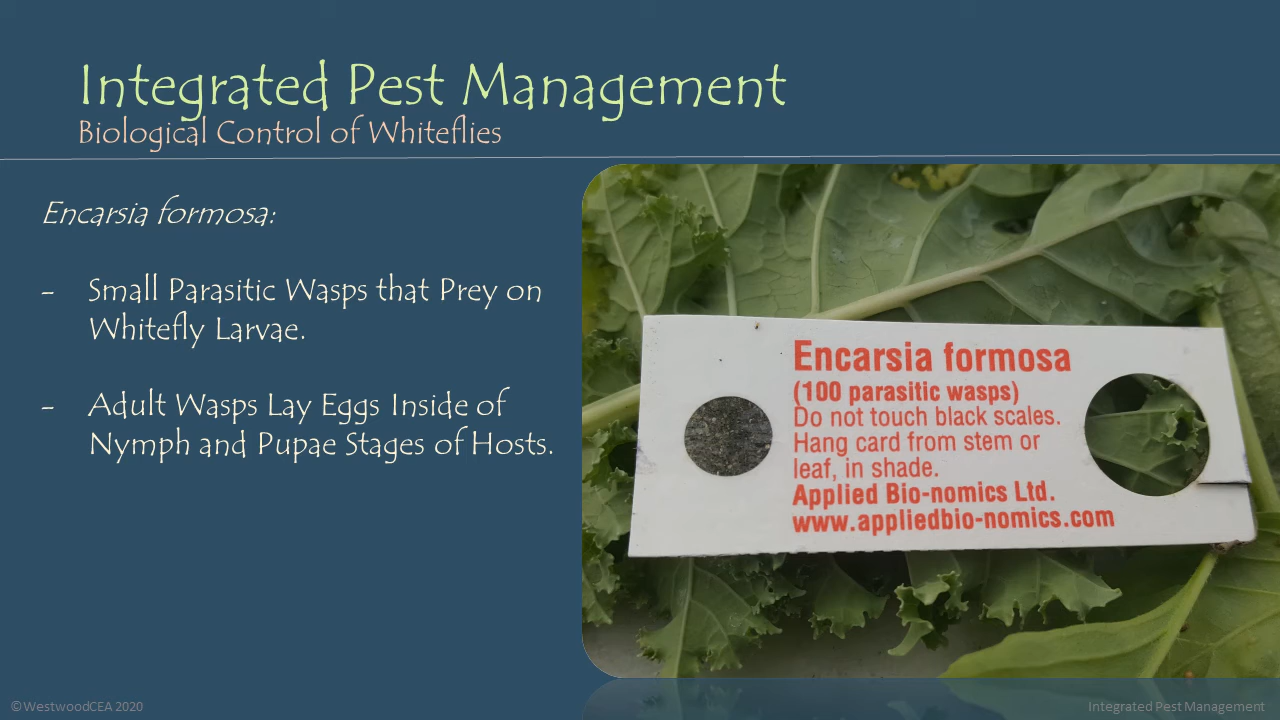 Integrated Pest Management
Biological Control of Whiteflies
Encarsia formosa:
- Small Parasitic Wasps that Prey on
Whitefly Larvae.
- Adult Wasps Lay Eggs Inside of
Nymph and Pupae Stages of Hosts.
Encarsia formosa
(100 parasitic wasps)
Do not touch black scales.
Hang card from stem or
leaf, in shade.
Applied Bio-nomics Ltd.
www.appliedbio-nomics.com
©WestwoodCEA 2020
Integrated Pest Management